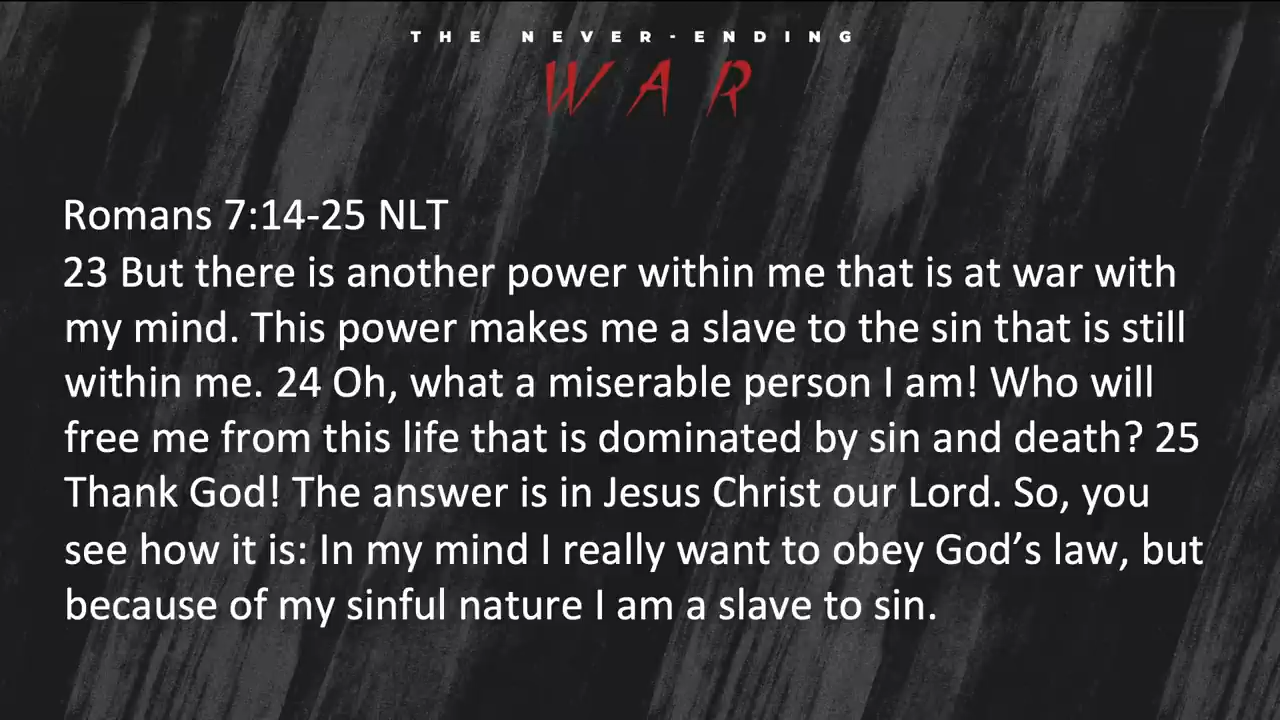 THE NEVER-ENDING
WAR
Romans 7:14-25 NLT
23 But there is another power within me that is at war with
my mind. This power makes me a slave to the sin that is still
within me. 24 Oh, what a miserable person I am! Who will
free me from this life that is dominated by sin and death? 25
Thank God! The answer is in Jesus Christ our Lord. So, you
see how it is: In my mind I really want to obey God’s law, but
because of my sinful nature I am a slave to sin.